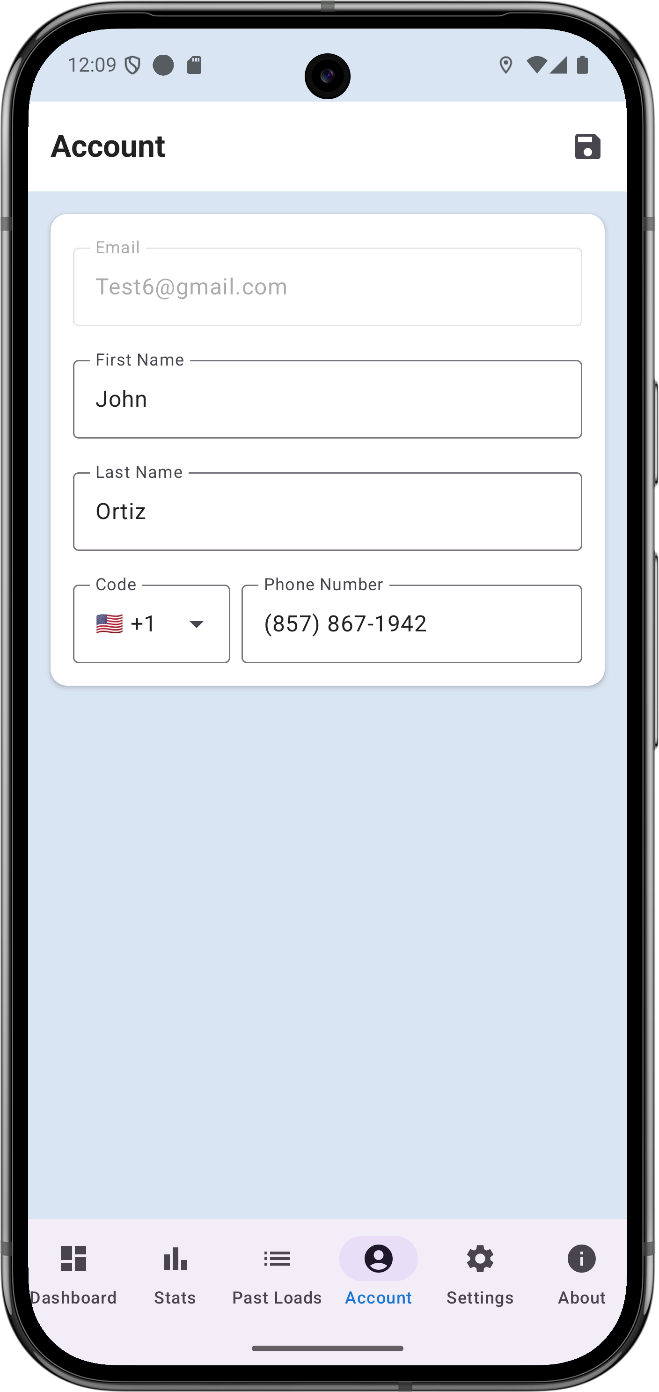 12:09
Account
Email
Test6@gmail.com
First Name
John
Last Name
Ortiz
Code
Phone Number
🇺🇸 +1
(857) 867-1942
Dashboard
Stats
Past Loads
Account
Settings
About